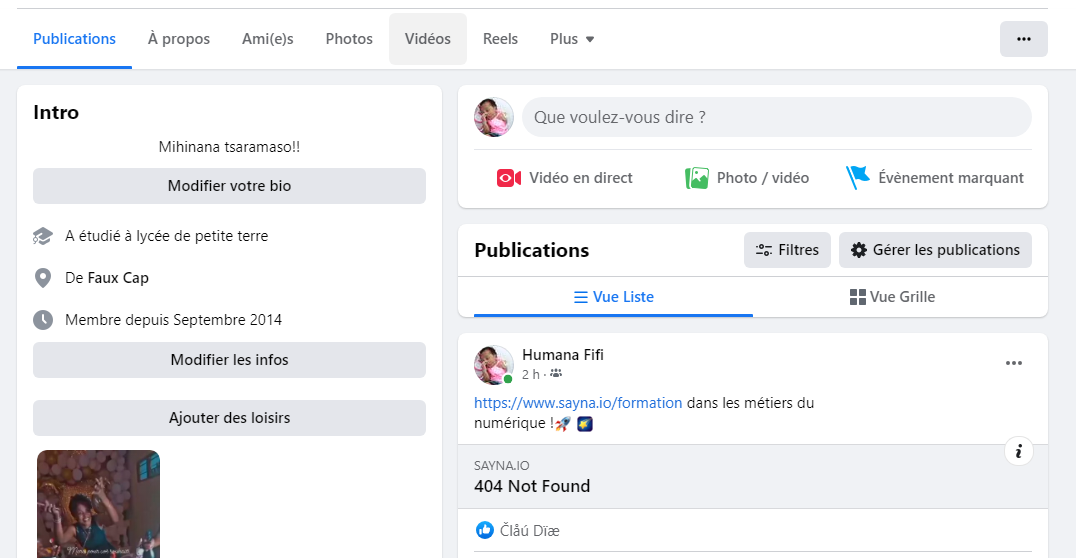 Publications
À propos
Ami(e)s
Photos
Vidéos
Reels
Plus
Intro
Mihinana tsaramaso!!
Modifier votre bio
A étudié à lycée de petite terre
De Faux Cap
Membre depuis Septembre 2014
Modifier les infos
Ajouter des loisirs
Que voulez-vous dire ?
Vidéo en direct
Photo / vidéo
Évènement marquant
Publications
Filtres
Gérer les publications
Vue Liste
Vue Grille
Humana Fifi
2 h ·
https://www.sayna.io/formation dans les métiers du
numérique !🚀 🌠
SAYNA.IO
404 Not Found
Člåú Dïæ